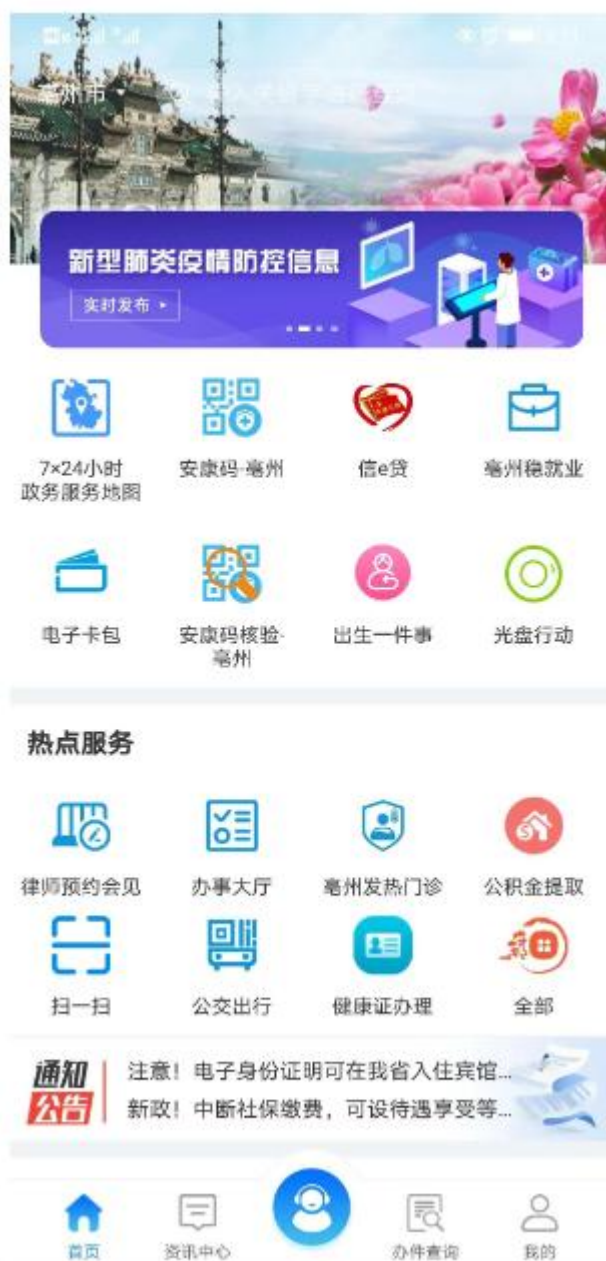 亳州市
新型肺炎疫情防控信息
实时发布
7×24小时
政务服务地图
安康码-亳州
信e贷
亳州稳就业
电子卡包
安康码核验-
亳州
出生一件事
光盘行动
热点服务
律师预约会见
办事大厅
亳州发热门诊
公积金提取
扫一扫
公交出行
健康证办理
全部
通知
公告
注意！电子身份证明可在我省入住宾馆...
新政！中断社保缴费，可设待遇享受等...
首页
资讯中心
办件查询
我的